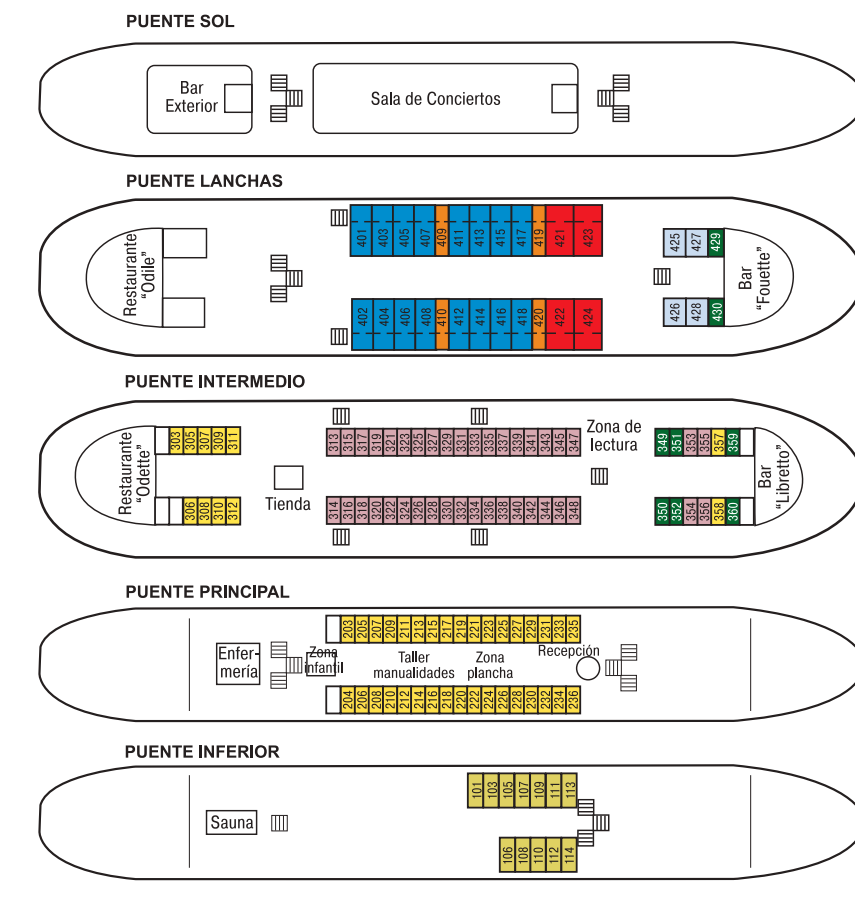 PUENTE SOL
Bar
Exterior
Sala de Conciertos
PUENTE LANCHAS
Restaurante
"Odile"
401 403 405 407 409 411 413 415 417 419 421 423
402 404 406 408 410 412 414 416 418 420 422 424
425 427 429
426 428 430
Bar
"Fouette"
PUENTE INTERMEDIO
Restaurante
"Odette"
303 305 307 309 311
306 308 310 312
Tienda
313 315 317 319 321 323 325 327 329 331 333 335 337 339 341 343 345 347
314 316 318 320 322 324 326 328 330 332 334 336 338 340 342 344 346 348
Zona de
lectura
349 351 353 355 357 359
350 352 354 356 358 360
Bar
"Libretto"
PUENTE PRINCIPAL
Enfer-
mería
Zona
infantil
203 205 207 209 211 213 215 217 219 221 223 225 227 229 231 233 235
Taller
manualidades
Zona
plancha
Recepción
204 206 208 210 212 214 216 218 220 222 224 226 228 230 232 234 236
PUENTE INFERIOR
Sauna
101 103 105 107 109 111 113
106 108 110 112 114